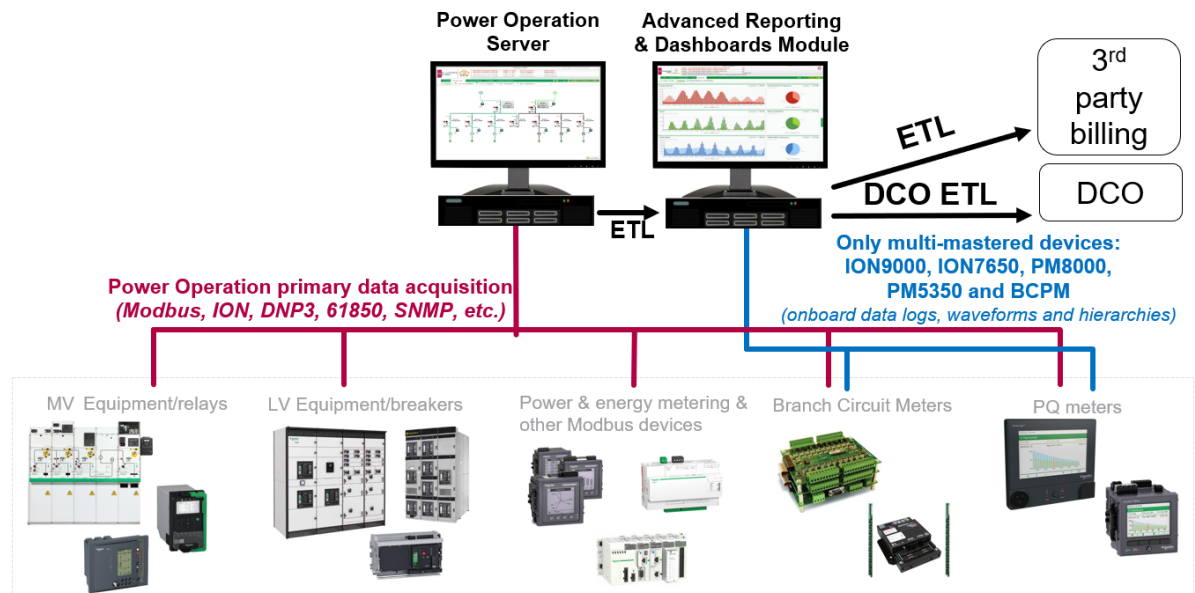 Power Operation
Server
Advanced Reporting
& Dashboards Module
3rd
party
billing
ETL
DCO ETL
DCO
ETL
Only multi-mastered devices:
ION9000, ION7650, PM8000,
PM5350 and BCPM
(onboard data logs, waveforms and hierarchies)
Power Operation primary data acquisition
(Modbus, ION, DNP3, 61850, SNMP, etc.)
MV Equipment/relays
LV Equipment/breakers
Power & energy metering &
other Modbus devices
Branch Circuit Meters
PQ meters